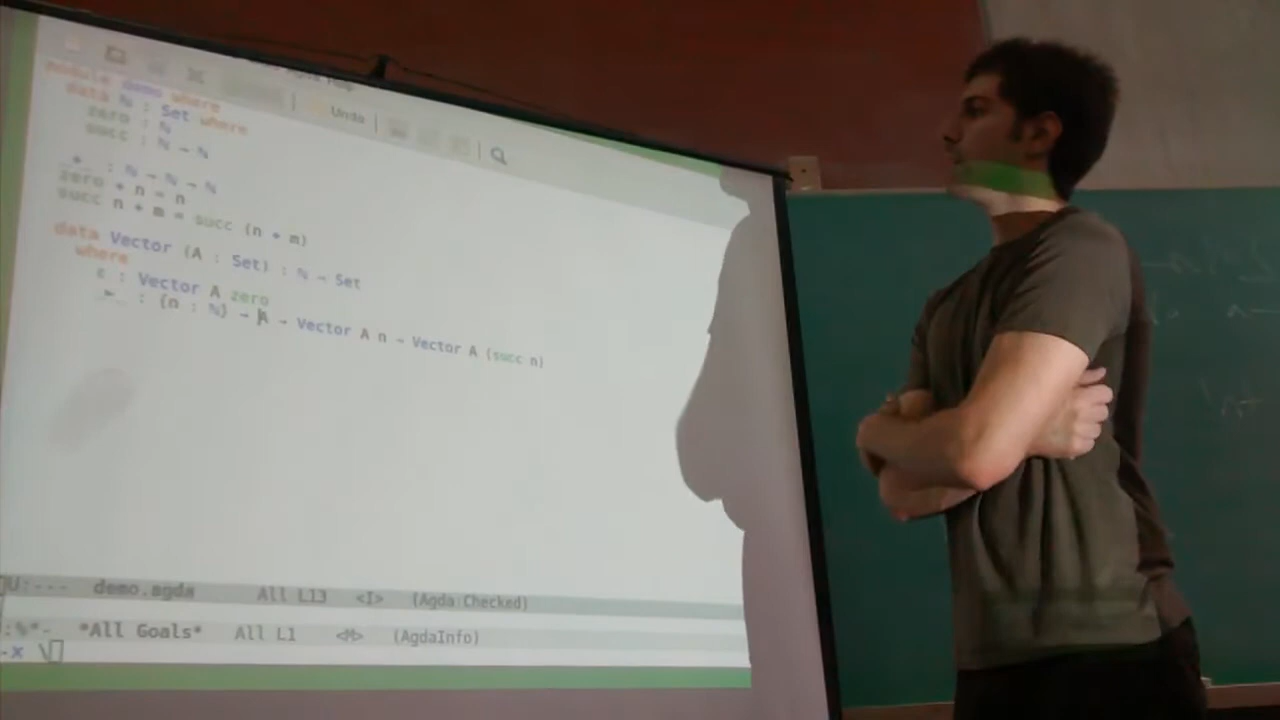 Undo
module demo where
data ℕ : Set where
zero : ℕ
succ : ℕ → ℕ
_+_ : ℕ → ℕ → ℕ
zero + n = n
succ n + m = succ (n + m)
data Vector (A : Set) : ℕ → Set
where
ε : Vector A zero
_►_ : {n : ℕ} → A → Vector A n → Vector A (succ n)
U:--- demo.agda All L13 <I> (Agda:Checked)
:%*- *All Goals* All L1 <M> (AgdaInfo)
-x \